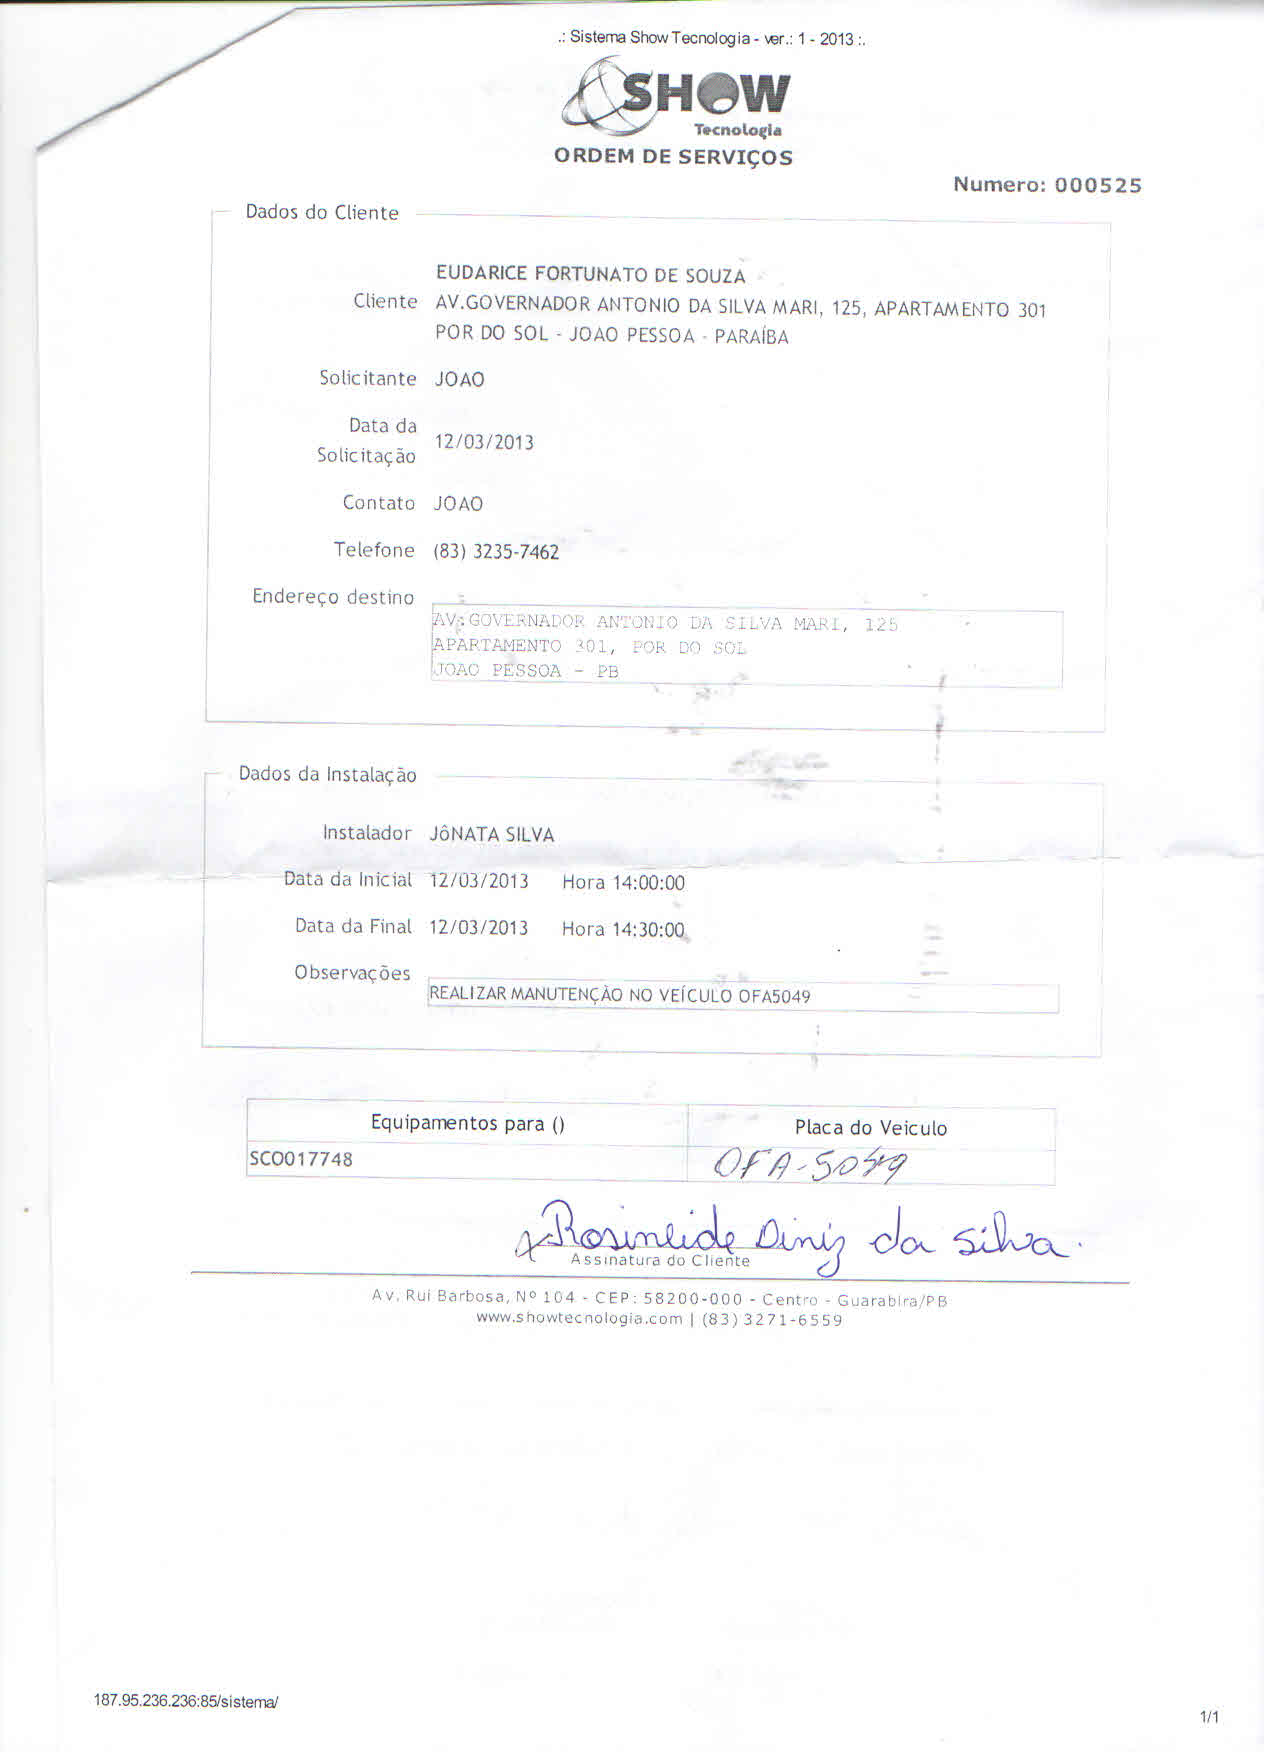 .: Sistema Show Tecnologia - ver.: 1 - 2013 :.
SHOW
Tecnologia
ORDEM DE SERVIÇOS
Numero: 000525
Dados do Cliente
EUDARICE FORTUNATO DE SOUZA
Cliente AV.GOVERNADOR ANTONIO DA SILVA MARI, 125, APARTAMENTO 301
POR DO SOL - JOAO PESSOA - PARAÍBA
Solicitante JOAO
Data da Solicitação 12/03/2013
Contato JOAO
Telefone (83) 3235-7462
Endereço destino
AV.GOVERNADOR ANTONIO DA SILVA MARI, 125
APARTAMENTO 301, POR DO SOL
JOAO PESSOA - PB
Dados da Instalação
Instalador JôNATA SILVA
Data da Inicial 12/03/2013 Hora 14:00:00
Data da Final 12/03/2013 Hora 14:30:00
Observações
REALIZAR MANUTENÇÃO NO VEÍCULO OFA5049
Equipamentos para () Placa do Veiculo
SCO017748 OFA-5049
Rosineide Diniz da Silva.
Assinatura do Cliente
Av. Rui Barbosa, Nº 104 - CEP: 58200-000 - Centro - Guarabira/PB
www.showtecnologia.com | (83) 3271-6559
187.95.236.236:85/sistema/
1/1